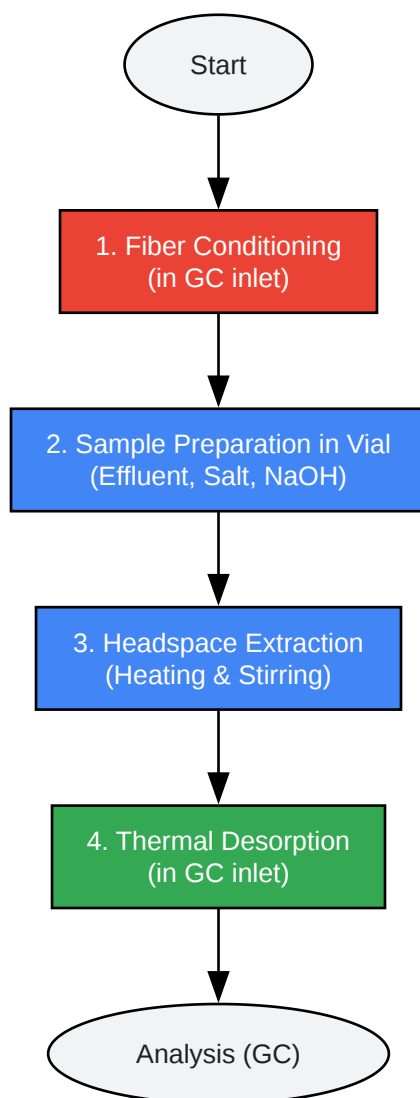 Start
1. Fiber Conditioning
(in GC inlet)
2. Sample Preparation in Vial
(Effluent, Salt, NaOH)
3. Headspace Extraction
(Heating & Stirring)
4. Thermal Desorption
(in GC inlet)
Analysis (GC)